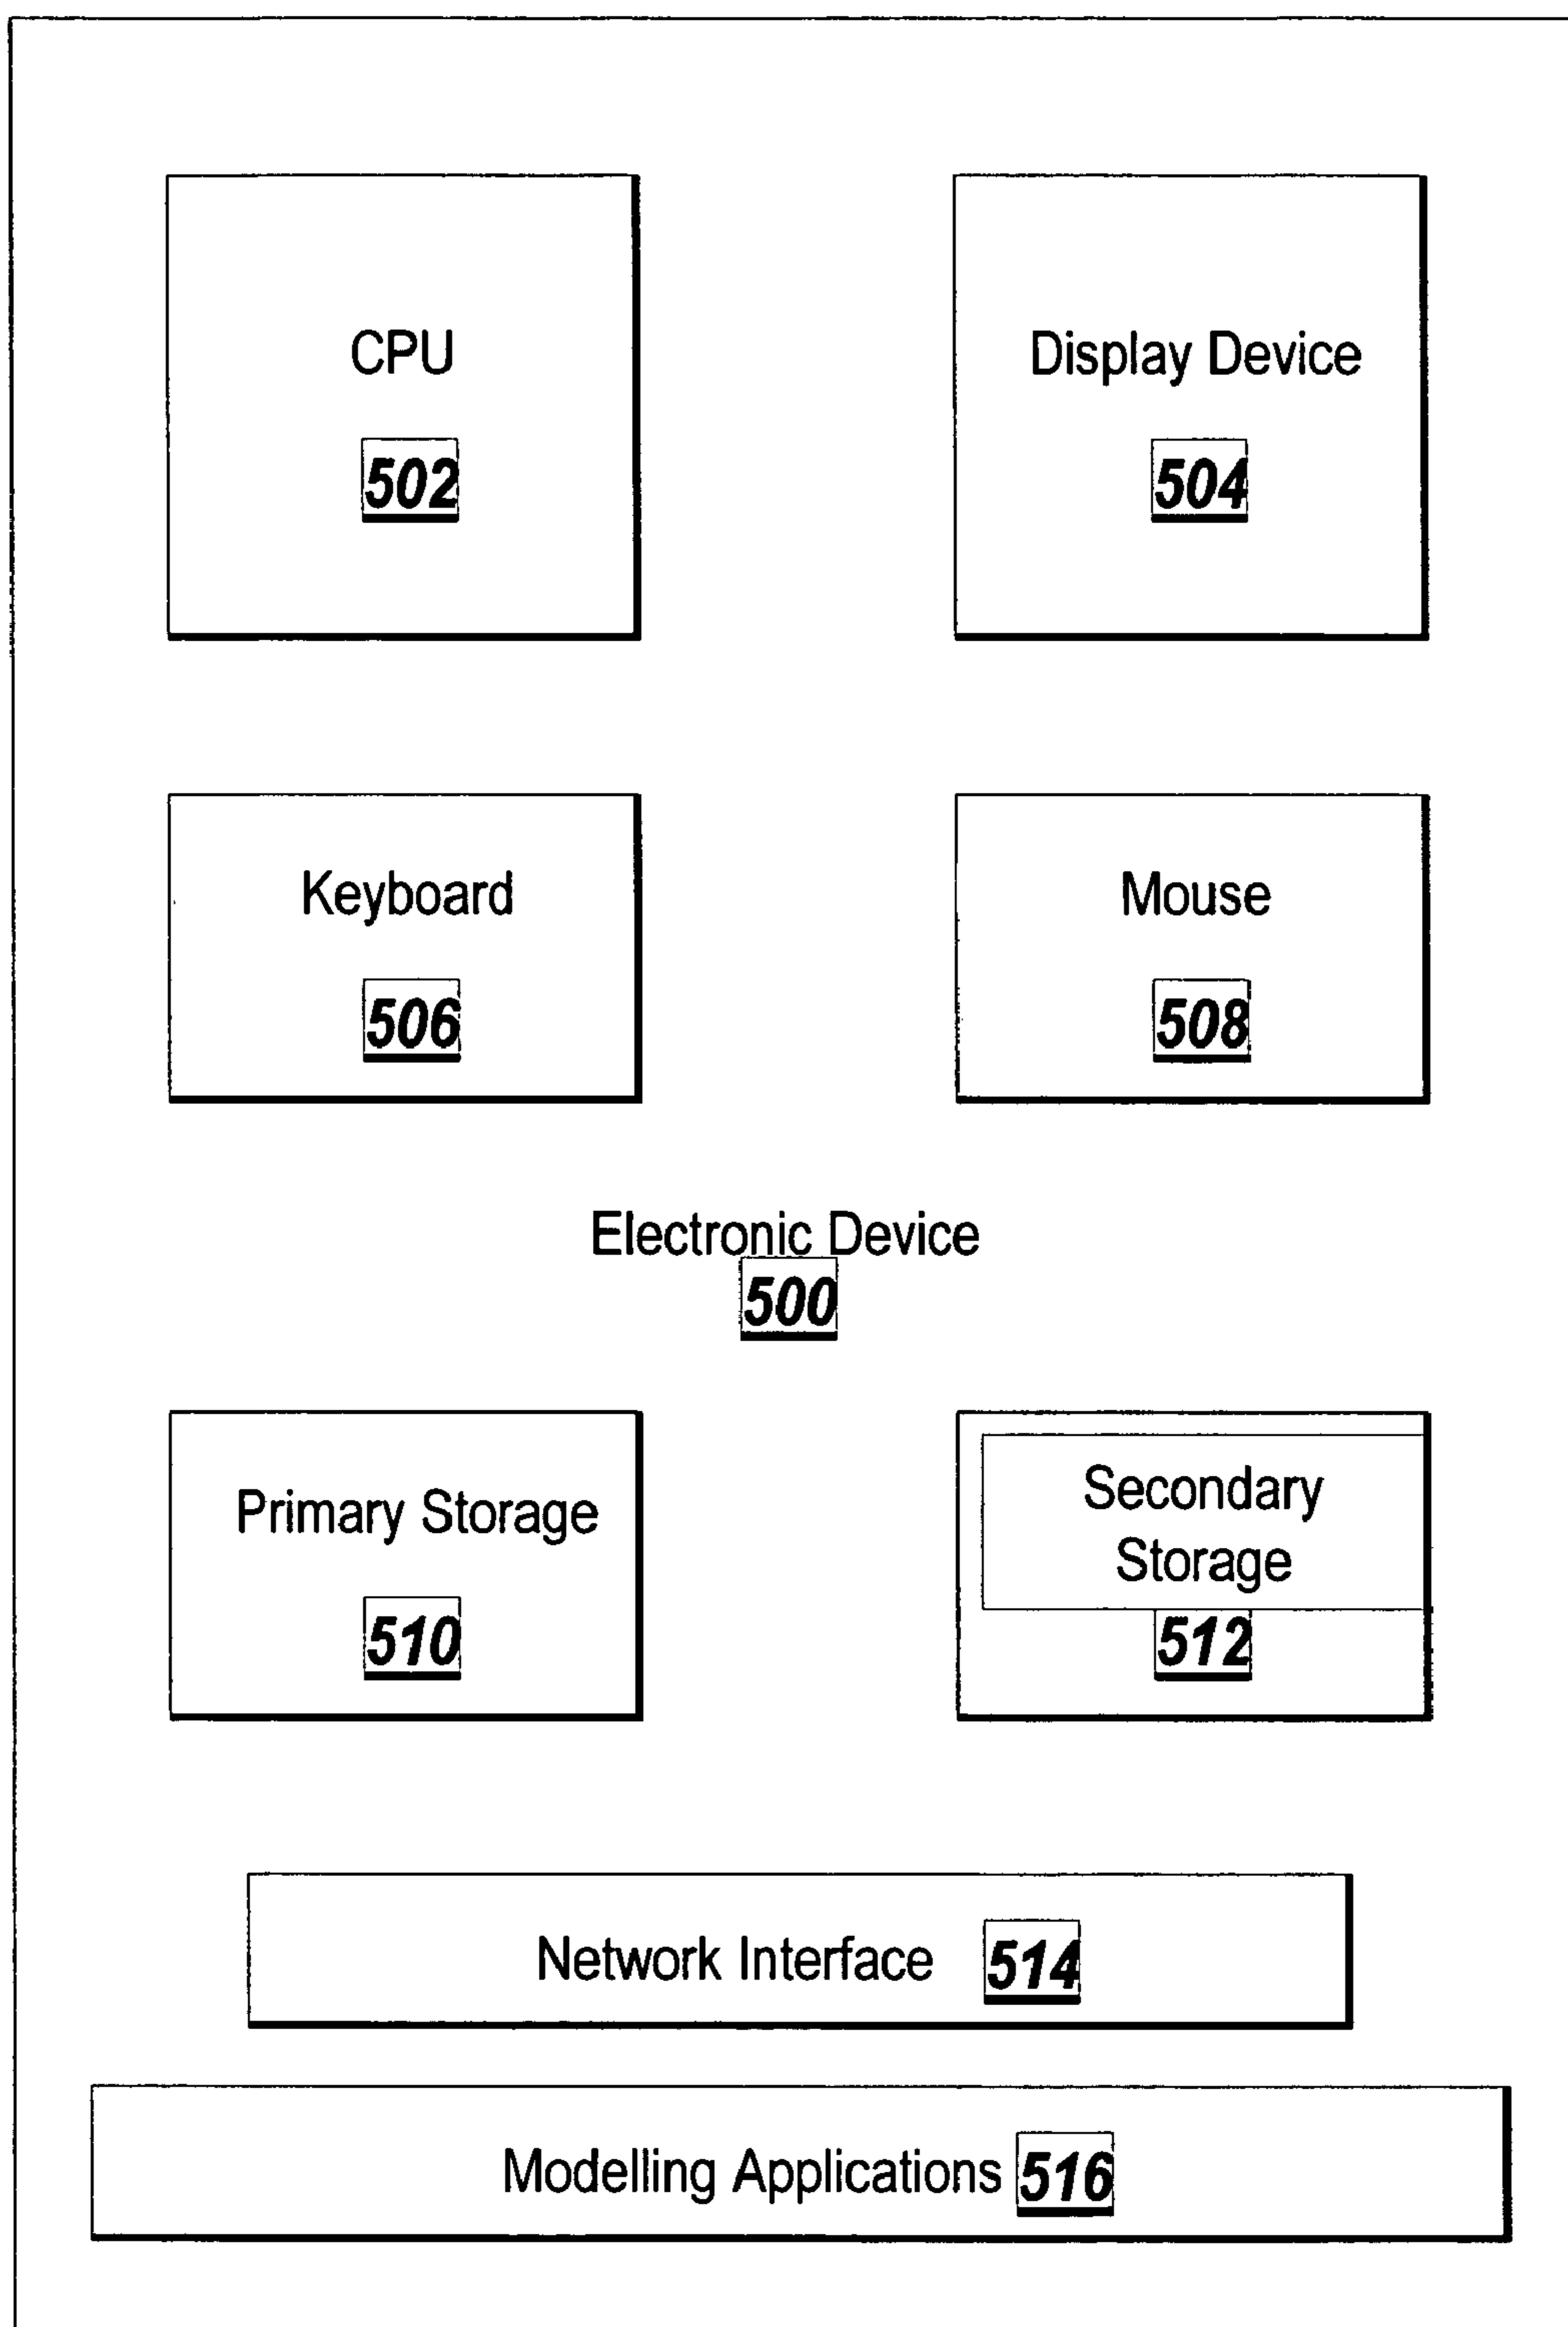 CPU
502
Display Device
504
Keyboard
506
Mouse
508
Electronic Device
500
Primary Storage
510
Secondary
Storage
512
Network Interface 514
Modelling Applications 516